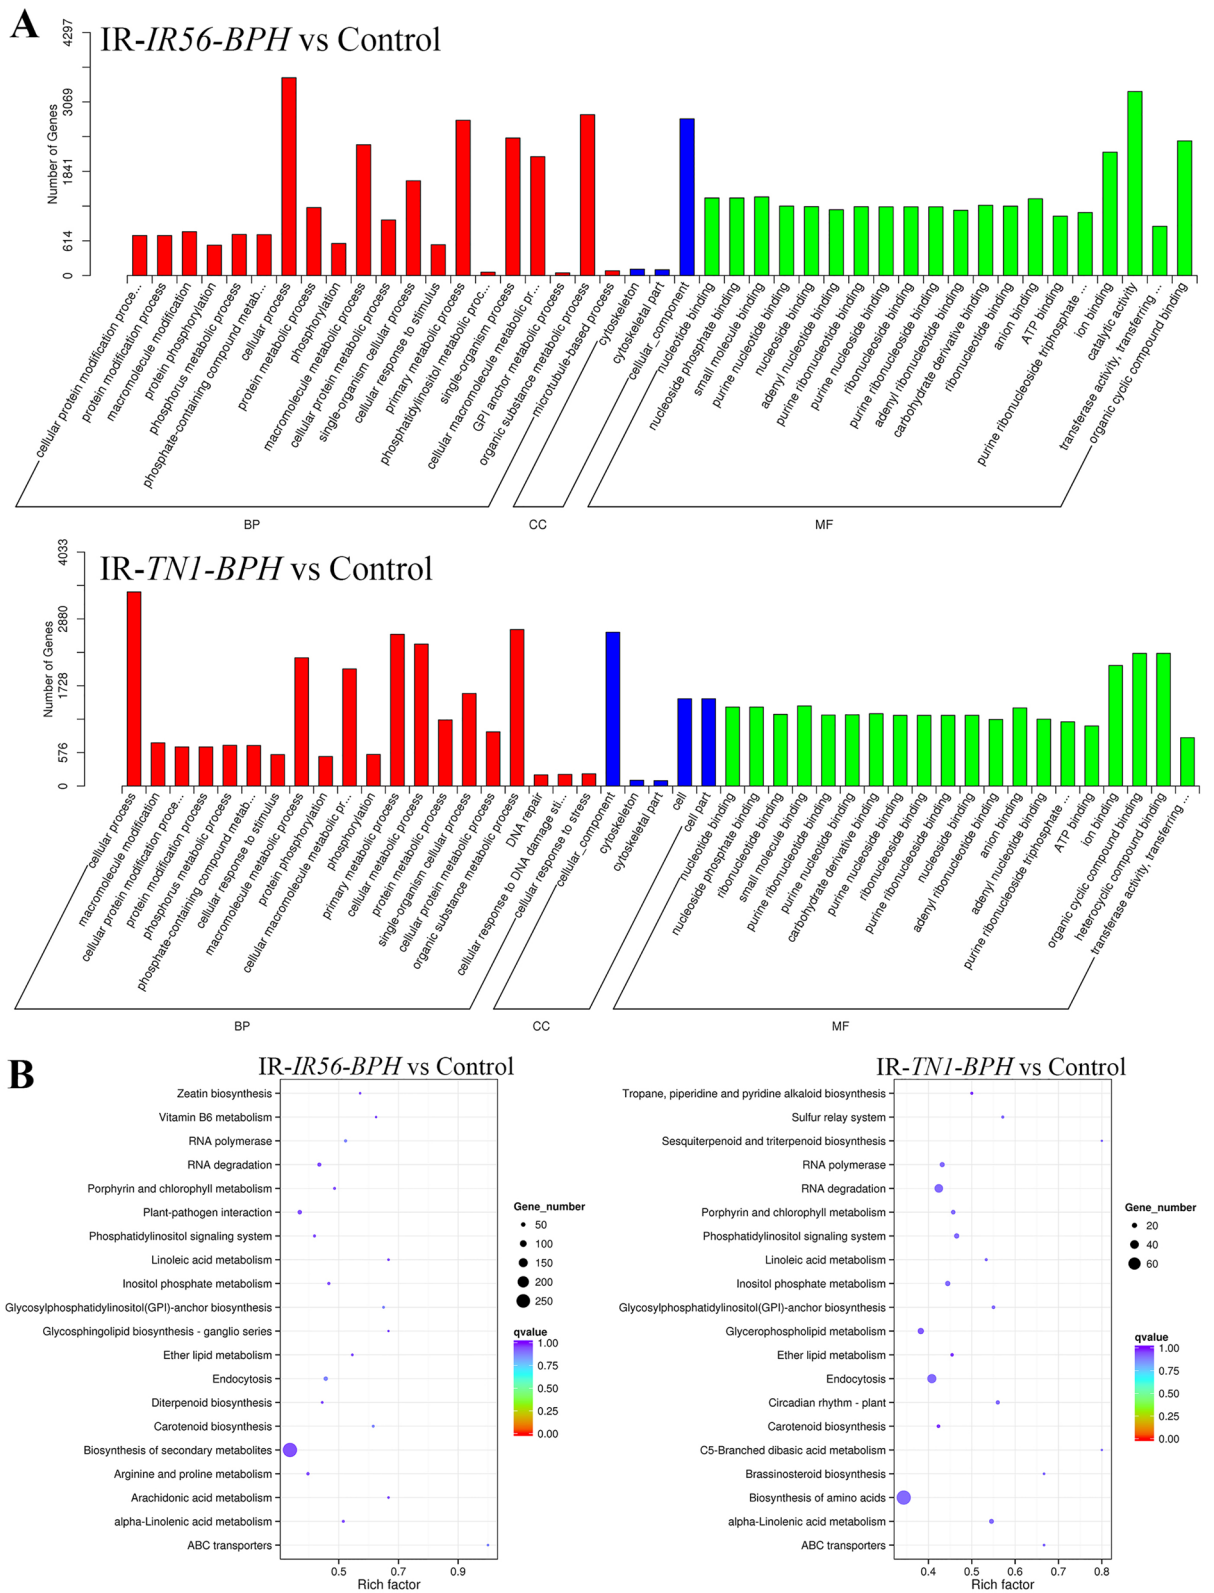 A
IR-IR56-BPH vs Control
Number of Genes
4297
3069
1841
614
0
cellular protein modification proce...
protein modification process
macromolecule modification
protein phosphorylation
phosphorus metabolic process
phosphate-containing compound metab...
cellular process
protein metabolic process
phosphorylation
macromolecule metabolic process
cellular protein metabolic process
single-organism cellular process
cellular response to stimulus
primary metabolic process
phosphatidylinositol metabolic proc...
single-organism process
cellular macromolecule metabolic pr...
GPI anchor metabolic process
organic substance metabolic process
microtubule-based process
cytoskeleton
cytoskeletal part
cellular_component
nucleotide binding
nucleoside phosphate binding
small molecule binding
purine nucleotide binding
nucleoside binding
adenyl nucleotide binding
purine ribonucleotide binding
purine nucleoside binding
ribonucleoside binding
purine ribonucleoside binding
adenyl ribonucleotide binding
carbohydrate derivative binding
ribonucleotide binding
anion binding
ATP binding
purine ribonucleoside triphosphate ...
ion binding
catalytic activity
transferase activity, transferring ...
organic cyclic compound binding
BP
CC
MF
IR-TN1-BPH vs Control
Number of Genes
4033
2880
1728
576
0
cellular process
macromolecule modification
cellular protein modification proce...
protein modification process
phosphorus metabolic process
phosphate-containing compound metab...
cellular response to stimulus
macromolecule metabolic process
protein phosphorylation
cellular macromolecule metabolic pr...
phosphorylation
primary metabolic process
cellular metabolic process
protein metabolic process
single-organism cellular process
cellular protein metabolic process
organic substance metabolic process
DNA repair
cellular response to DNA damage sti...
cellular response to stress
cellular_component
cytoskeleton
cytoskeletal part
cell
cell part
nucleotide binding
nucleoside phosphate binding
ribonucleotide binding
small molecule binding
purine ribonucleotide binding
purine nucleotide binding
carbohydrate derivative binding
purine nucleoside binding
ribonucleoside binding
purine ribonucleoside binding
nucleoside binding
adenyl ribonucleotide binding
anion binding
adenyl nucleotide binding
purine ribonucleoside triphosphate ...
ATP binding
ion binding
organic cyclic compound binding
heterocyclic compound binding
transferase activity, transferring ...
BP
CC
MF
B
IR-IR56-BPH vs Control
Zeatin biosynthesis
Vitamin B6 metabolism
RNA polymerase
RNA degradation
Porphyrin and chlorophyll metabolism
Plant-pathogen interaction
Phosphatidylinositol signaling system
Linoleic acid metabolism
Inositol phosphate metabolism
Glycosylphosphatidylinositol(GPI)-anchor biosynthesis
Glycosphingolipid biosynthesis - ganglio series
Ether lipid metabolism
Endocytosis
Diterpenoid biosynthesis
Carotenoid biosynthesis
Biosynthesis of secondary metabolites
Arginine and proline metabolism
Arachidonic acid metabolism
alpha-Linolenic acid metabolism
ABC transporters
0.5 0.7 0.9
Rich factor
Gene_number
50
100
150
200
250
qvalue
1.00
0.75
0.50
0.25
0.00
IR-TN1-BPH vs Control
Tropane, piperidine and pyridine alkaloid biosynthesis
Sulfur relay system
Sesquiterpenoid and triterpenoid biosynthesis
RNA polymerase
RNA degradation
Porphyrin and chlorophyll metabolism
Phosphatidylinositol signaling system
Linoleic acid metabolism
Inositol phosphate metabolism
Glycosylphosphatidylinositol(GPI)-anchor biosynthesis
Glycerophospholipid metabolism
Ether lipid metabolism
Endocytosis
Circadian rhythm - plant
Carotenoid biosynthesis
C5-Branched dibasic acid metabolism
Brassinosteroid biosynthesis
Biosynthesis of amino acids
alpha-Linolenic acid metabolism
ABC transporters
0.4 0.5 0.6 0.7 0.8
Rich factor
Gene_number
20
40
60
qvalue
1.00
0.75
0.50
0.25
0.00